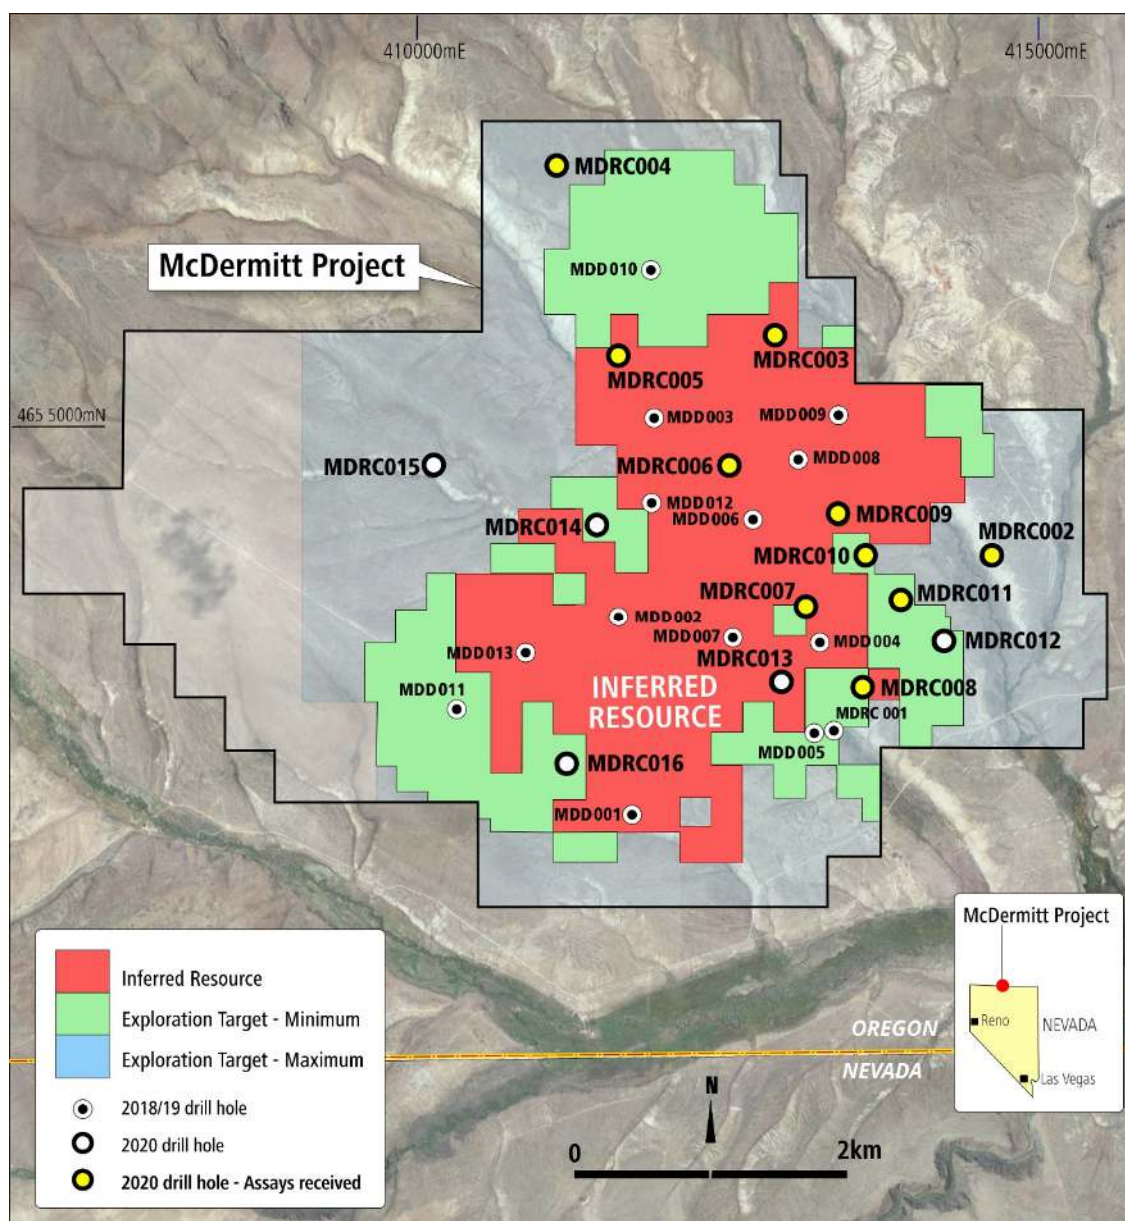 410000mE
415000mE
MDRC004
McDermitt Project
MDD010
MDRC003
MDRC005
465 5000mN
MDD003
MDD009
MDRC015
MDRC006
MDD008
MDD012
MDD006
MDRC009
MDRC002
MDRC014
MDRC010
MDRC007
MDRC011
MDD002
MDD007
MDD004
MDRC012
MDD013
MDRC013
MDD011
INFERRED
RESOURCE
MDRC008
MDRC 001
MDD005
MDRC016
MDD001
McDermitt Project
Reno
NEVADA
Las Vegas
Inferred Resource
Exploration Target - Minimum
Exploration Target - Maximum
2018/19 drill hole
2020 drill hole
2020 drill hole - Assays received
OREGON
NEVADA
N
0
2km